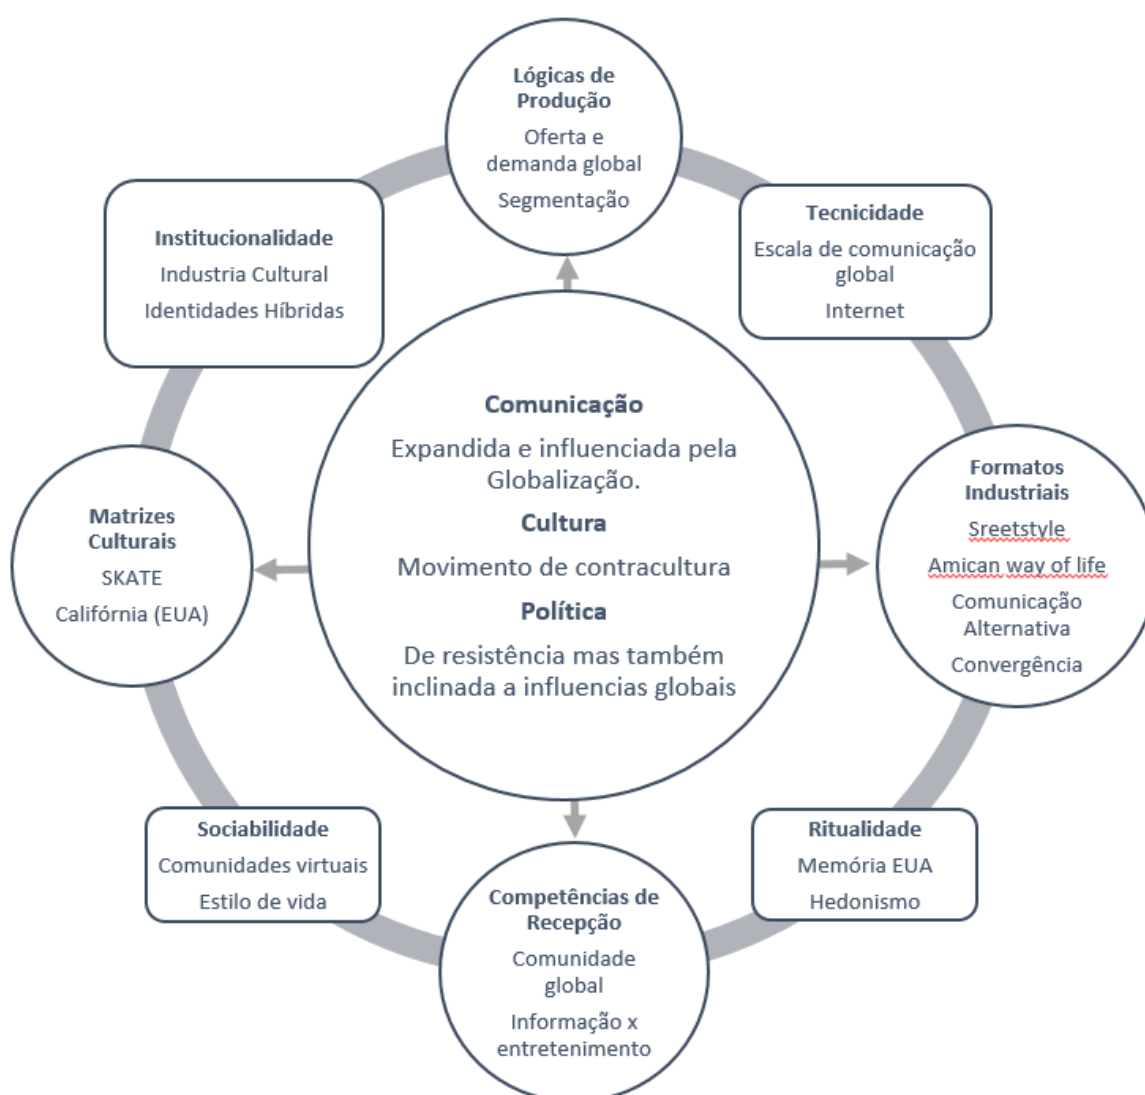 Lógicas de
Produção
Oferta e
demanda global
Segmentação
Institucionalidade
Industria Cultural
Identidades Híbridas
Tecnicidade
Escala de comunicação
global
Internet
Comunicação
Expandida e influenciada pela
Globalização.
Cultura
Movimento de contracultura
Política
De resistência mas também
inclinada a influencias globais
Matrizes
Culturais
SKATE
Califórnia (EUA)
Formatos
Industriais
Sreetstyle
Amican way of life
Comunicação
Alternativa
Convergência
Sociabilidade
Comunidades virtuais
Estilo de vida
Ritualidade
Memória EUA
Hedonismo
Competências de
Recepção
Comunidade
global
Informação x
entretenimento